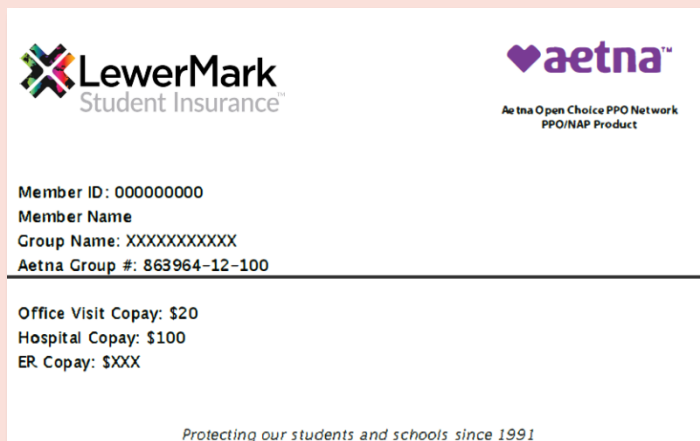 LewerMark
Student Insurance™
aetna™
Aetna Open Choice PPO Network
PPO/NAP Product
Member ID: 000000000
Member Name
Group Name: XXXXXXXXXXX
Aetna Group #: 863964-12-100
Office Visit Copay: $20
Hospital Copay: $100
ER Copay: $XXX
Protecting our students and schools since 1991